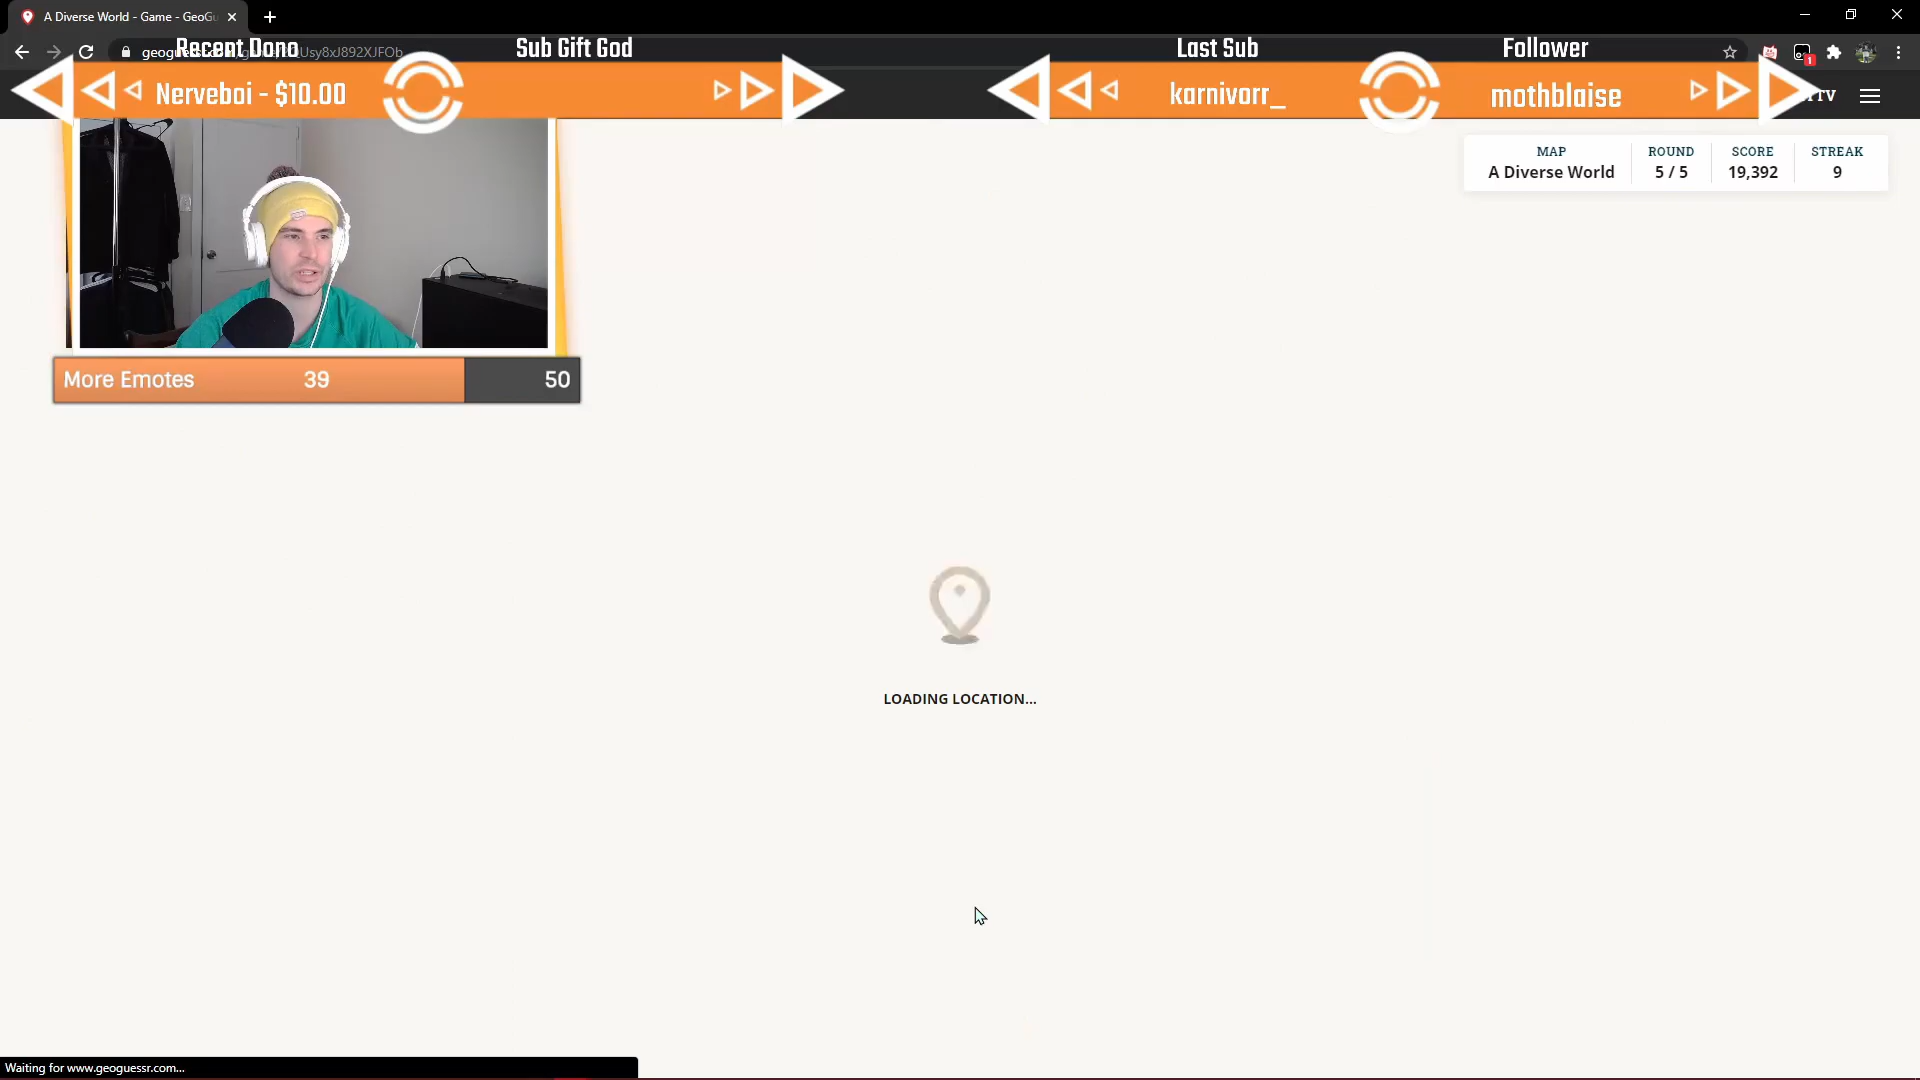 A Diverse World - Game - GeoGu
Recent Dono
Sub Gift God
Last Sub
Follower
Nerveboi - $10.00
karnivorr_
mothblaise
MAP
ROUND
SCORE
STREAK
A Diverse World
5 / 5
19,392
9
More Emotes
39
50
LOADING LOCATION...
Waiting for www.geoguessr.com...